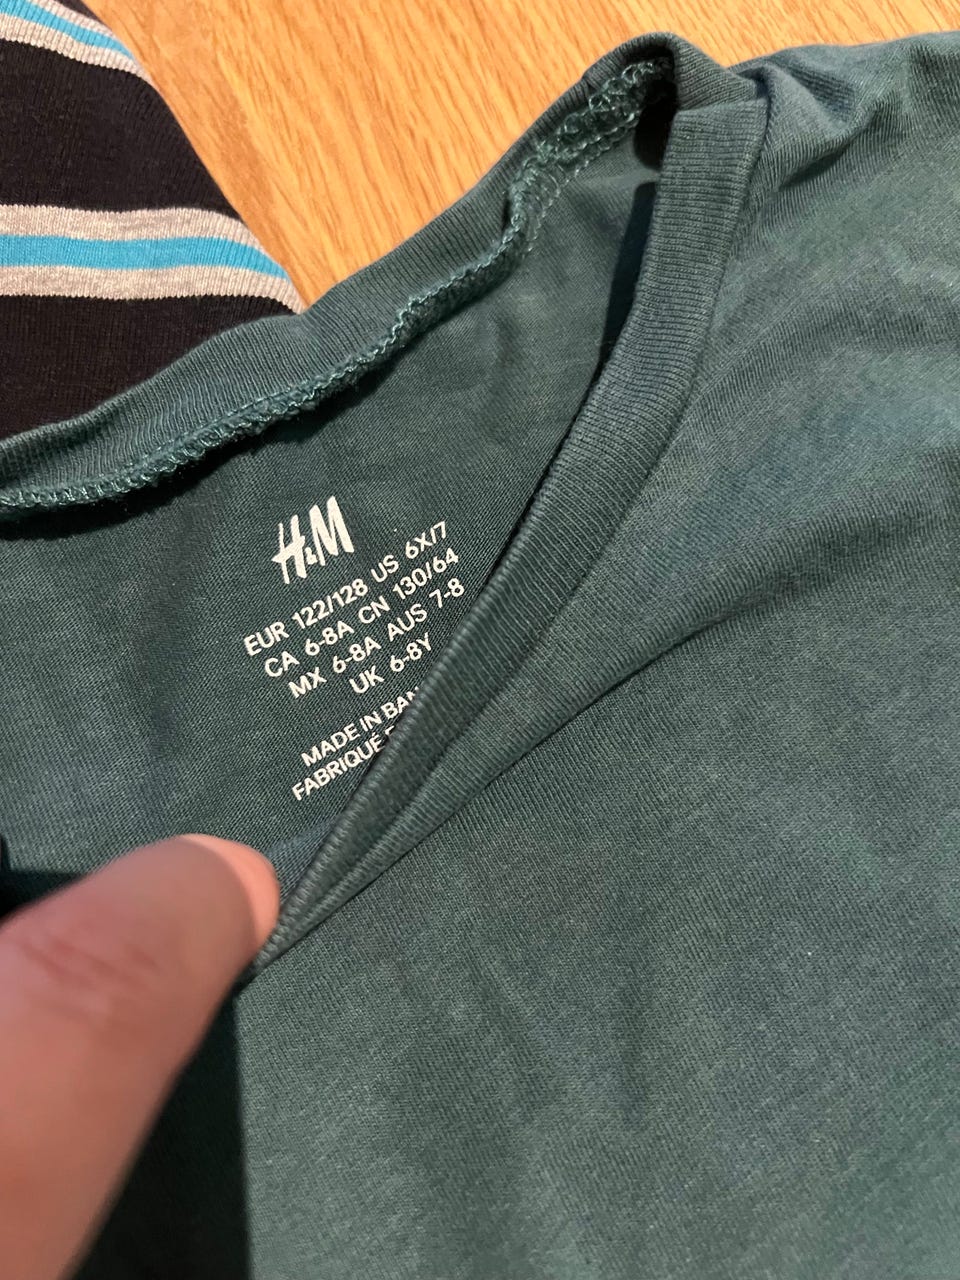 H&M
EUR 122/128 US 6X/7
CA 6-8A CN 130/64
MX 6-8A AUS 7-8
UK 6-8Y
MADE IN
FABRIQUÉ